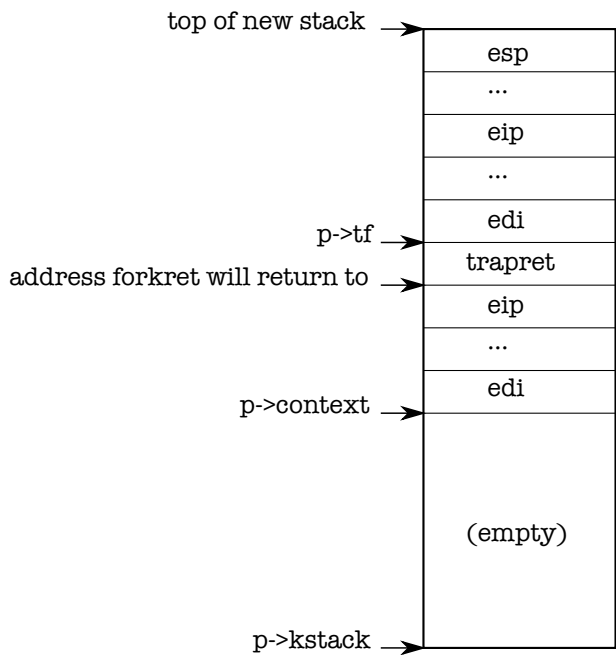 top of new stack
esp
...
eip
...
edi
p->tf
trapret
address forkret will return to
eip
...
edi
p->context
(empty)
p->kstack